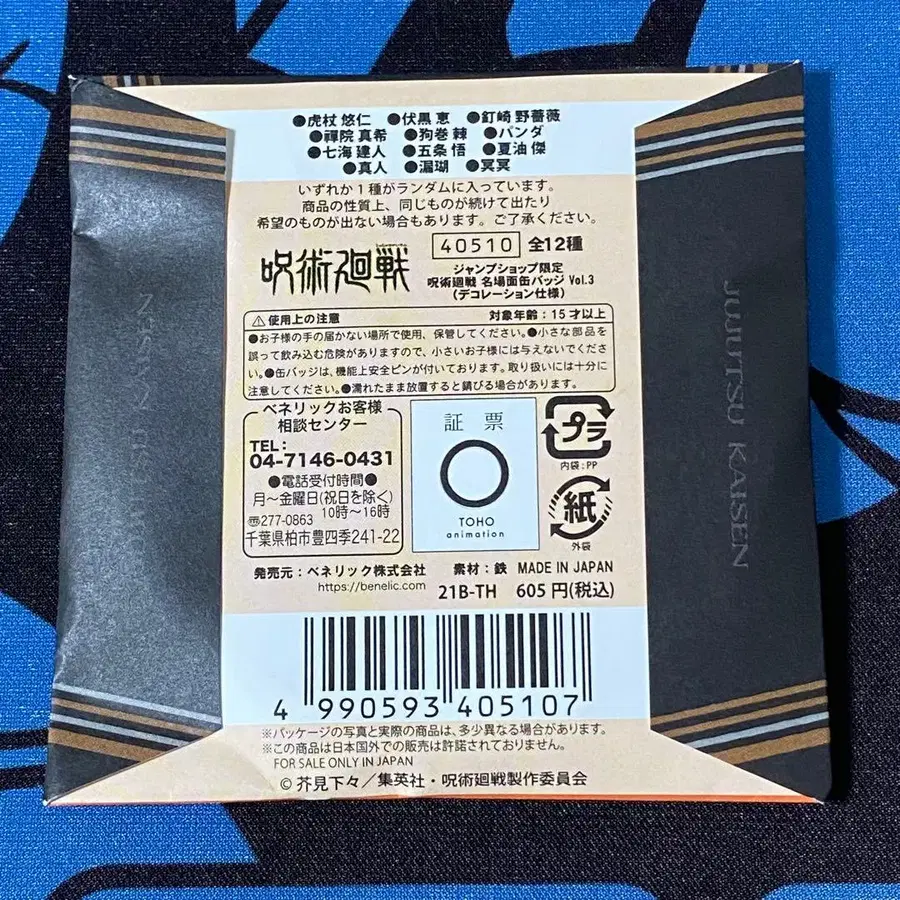 ●虎杖 悠仁 ●伏黒 恵 ●釘崎 野薔薇
●禪院 真希 ●狗巻 棘 ●パンダ
●七海 建人 ●五条 悟 ●夏油 傑
●真人 ●漏瑚 ●冥冥
いずれか1種がランダムに入っています。
商品の性質上、同じものが続けて出たり
希望のものが出ない場合もあります。ご了承ください。
呪術廻戦
40510 全12種
ジャンプショップ限定
呪術廻戦 名場面缶バッジ Vol.3
(デコレーション仕様)
⚠使用上の注意 対象年齢:15才以上
●お子様の手の届かない場所で使用、保管してください。●小さな部品を
誤って飲み込む危険がありますので、小さいお子様には与えないでくださ
い。●缶バッジは、機能上安全ピンが付いております。取り扱いには十分に
注意してください。●濡れたまま放置すると錆びる場合があります。
ベネリックお客様
相談センター
TEL:
04-7146-0431
●電話受付時間●
月~金曜日(祝日を除く)
10時~16時
〠277-0863
千葉県柏市豊四季241-22
証票
TOHO
animation
プラ
内袋:PP
紙
外袋
発売元:ベネリック株式会社 素材:鉄 MADE IN JAPAN
https://benelic.com 21B-TH 605円(税込)
4 990593 405107
※パッケージの写真と実際の商品は、多少異なる場合があります。
※この商品は日本国外での販売は許諾されておりません。
FOR SALE ONLY IN JAPAN
©芥見下々/集英社・呪術廻戦製作委員会
JUJUTSU KAISEN